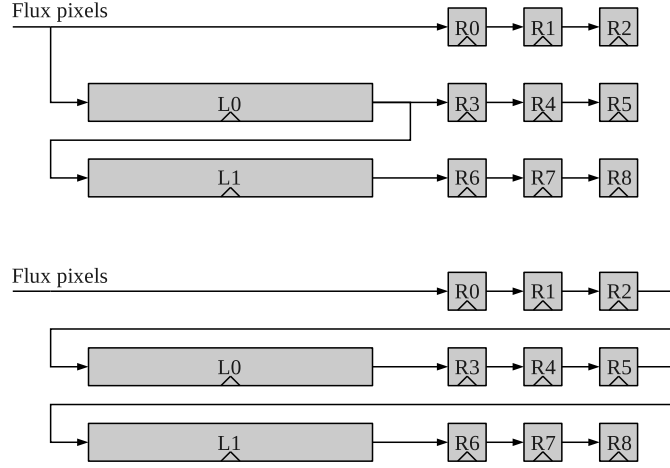 Flux pixels
R0 R1 R2
L0 R3 R4 R5
L1 R6 R7 R8
Flux pixels
R0 R1 R2
L0 R3 R4 R5
L1 R6 R7 R8